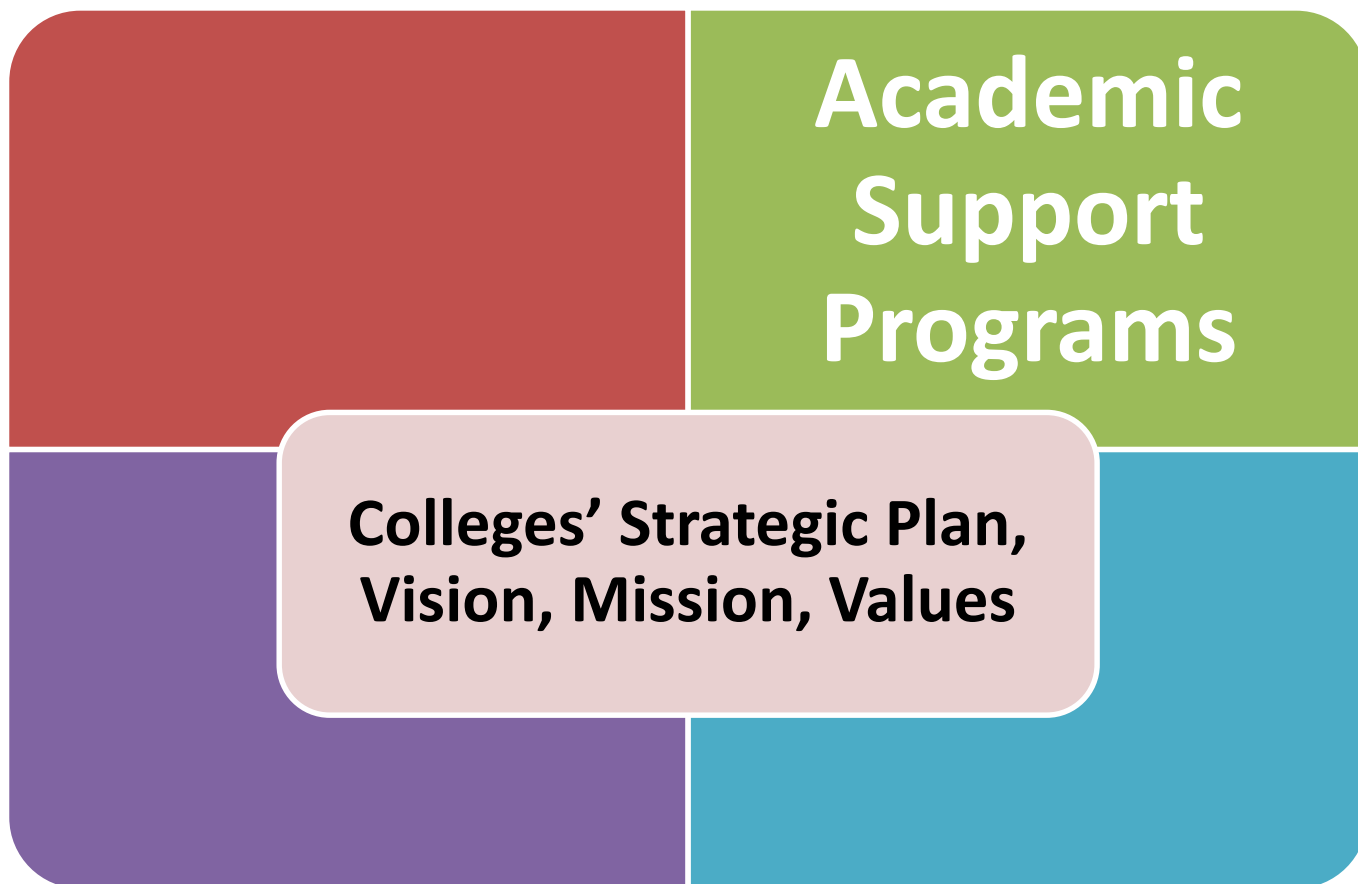 Academic
Support
Programs
Colleges’ Strategic Plan,
Vision, Mission, Values